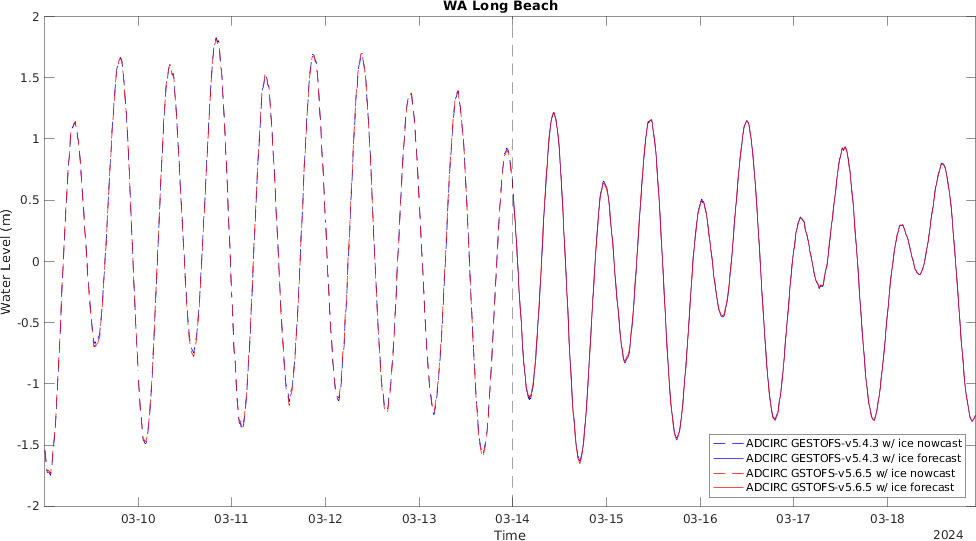 WA Long Beach
2
1.5
1
0.5
0
-0.5
-1
-1.5
-2
Water Level (m)
03-10 03-11 03-12 03-13 03-14 03-15 03-16 03-17 03-18
Time
2024
ADCIRC GESTOFS-v5.4.3 w/ ice nowcast
ADCIRC GESTOFS-v5.4.3 w/ ice forecast
ADCIRC GSTOFS-v5.6.5 w/ ice nowcast
ADCIRC GSTOFS-v5.6.5 w/ ice forecast